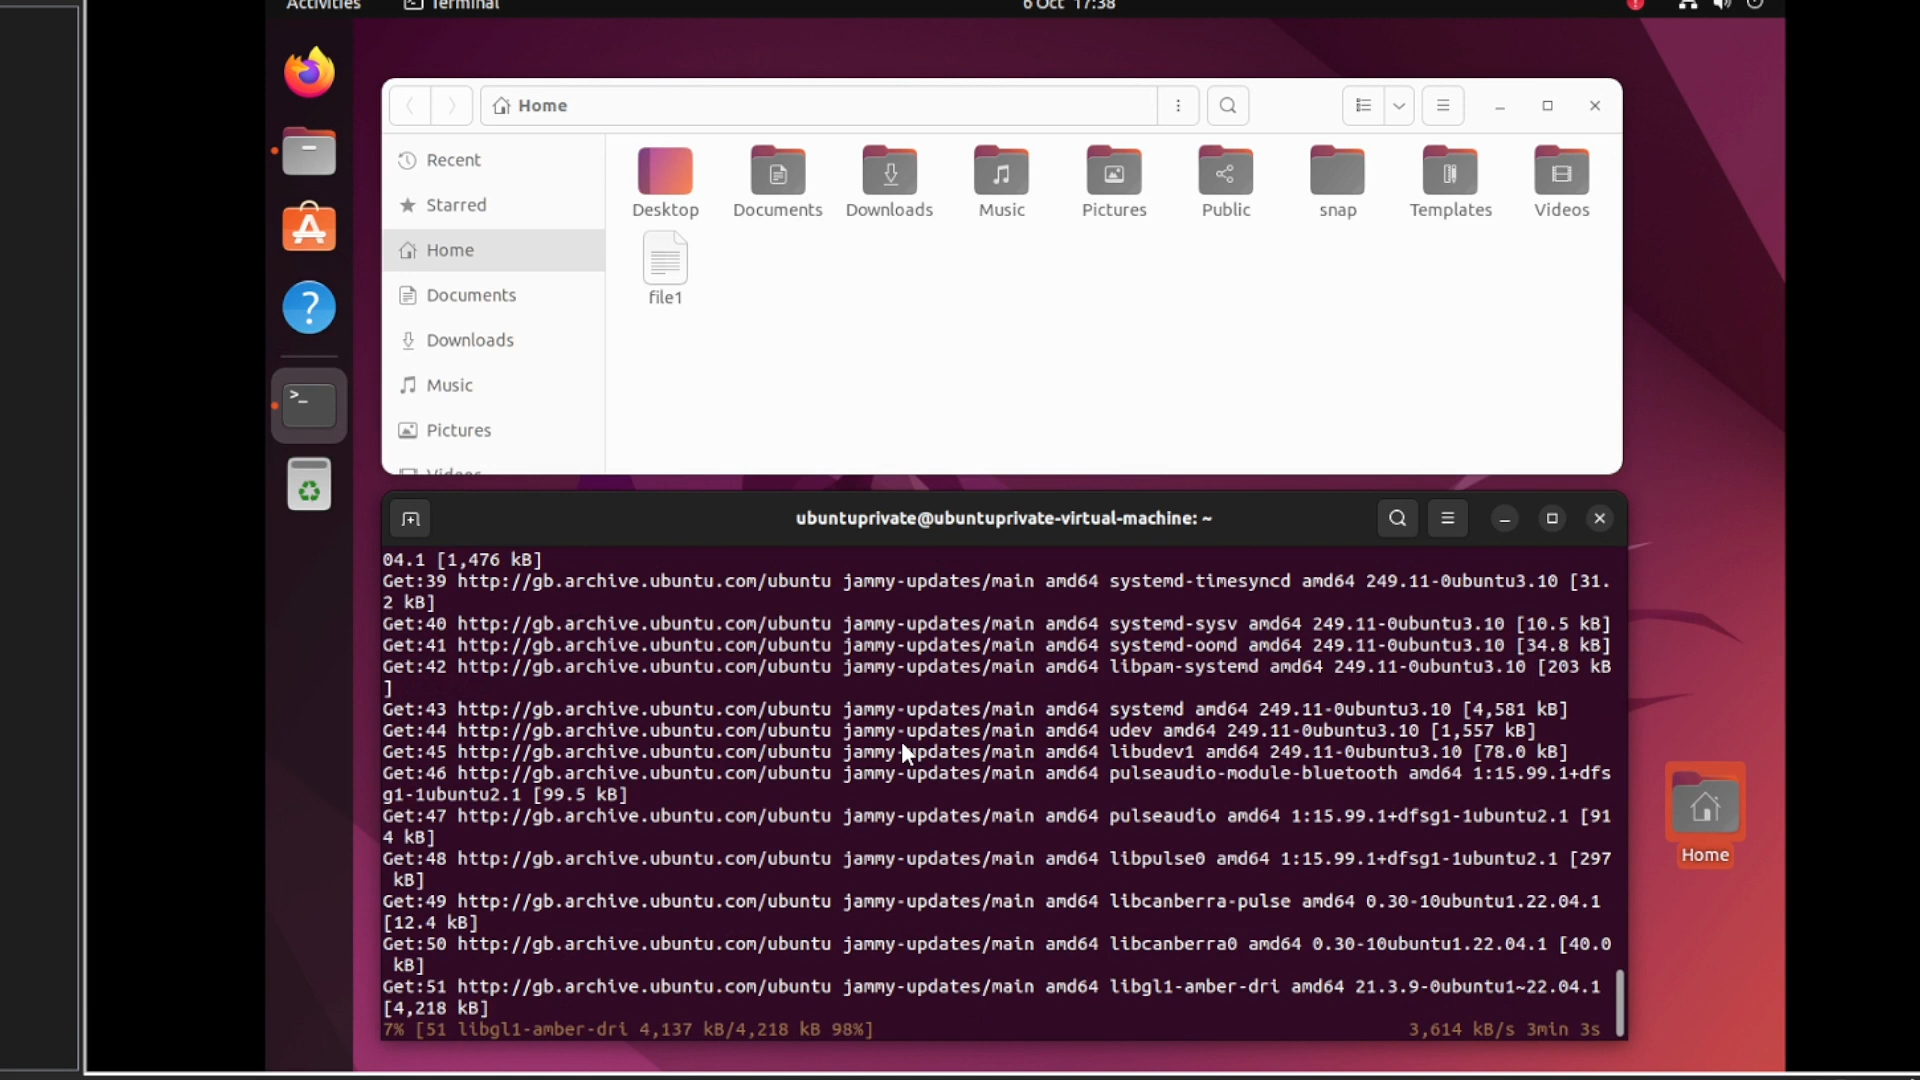 Activities Terminal 6 Oct 17:38
Home
Recent
Starred
Home
Documents
Downloads
Music
Pictures
Videos
Desktop Documents Downloads Music Pictures Public snap Templates Videos
file1
ubuntuprivate@ubuntuprivate-virtual-machine: ~
04.1 [1,476 kB]
Get:39 http://gb.archive.ubuntu.com/ubuntu jammy-updates/main amd64 systemd-timesyncd amd64 249.11-0ubuntu3.10 [31.
2 kB]
Get:40 http://gb.archive.ubuntu.com/ubuntu jammy-updates/main amd64 systemd-sysv amd64 249.11-0ubuntu3.10 [10.5 kB]
Get:41 http://gb.archive.ubuntu.com/ubuntu jammy-updates/main amd64 systemd-oomd amd64 249.11-0ubuntu3.10 [34.8 kB]
Get:42 http://gb.archive.ubuntu.com/ubuntu jammy-updates/main amd64 libpam-systemd amd64 249.11-0ubuntu3.10 [203 kB
]
Get:43 http://gb.archive.ubuntu.com/ubuntu jammy-updates/main amd64 systemd amd64 249.11-0ubuntu3.10 [4,581 kB]
Get:44 http://gb.archive.ubuntu.com/ubuntu jammy-updates/main amd64 udev amd64 249.11-0ubuntu3.10 [1,557 kB]
Get:45 http://gb.archive.ubuntu.com/ubuntu jammy-updates/main amd64 libudev1 amd64 249.11-0ubuntu3.10 [78.0 kB]
Get:46 http://gb.archive.ubuntu.com/ubuntu jammy-updates/main amd64 pulseaudio-module-bluetooth amd64 1:15.99.1+dfs
g1-1ubuntu2.1 [99.5 kB]
Get:47 http://gb.archive.ubuntu.com/ubuntu jammy-updates/main amd64 pulseaudio amd64 1:15.99.1+dfsg1-1ubuntu2.1 [91
4 kB]
Get:48 http://gb.archive.ubuntu.com/ubuntu jammy-updates/main amd64 libpulse0 amd64 1:15.99.1+dfsg1-1ubuntu2.1 [297
kB]
Get:49 http://gb.archive.ubuntu.com/ubuntu jammy-updates/main amd64 libcanberra-pulse amd64 0.30-10ubuntu1.22.04.1
[12.4 kB]
Get:50 http://gb.archive.ubuntu.com/ubuntu jammy-updates/main amd64 libcanberra0 amd64 0.30-10ubuntu1.22.04.1 [40.0
kB]
Get:51 http://gb.archive.ubuntu.com/ubuntu jammy-updates/main amd64 libgl1-amber-dri amd64 21.3.9-0ubuntu1~22.04.1
[4,218 kB]
7% [51 libgl1-amber-dri 4,137 kB/4,218 kB 98%] 3,614 kB/s 3min 3s
Home